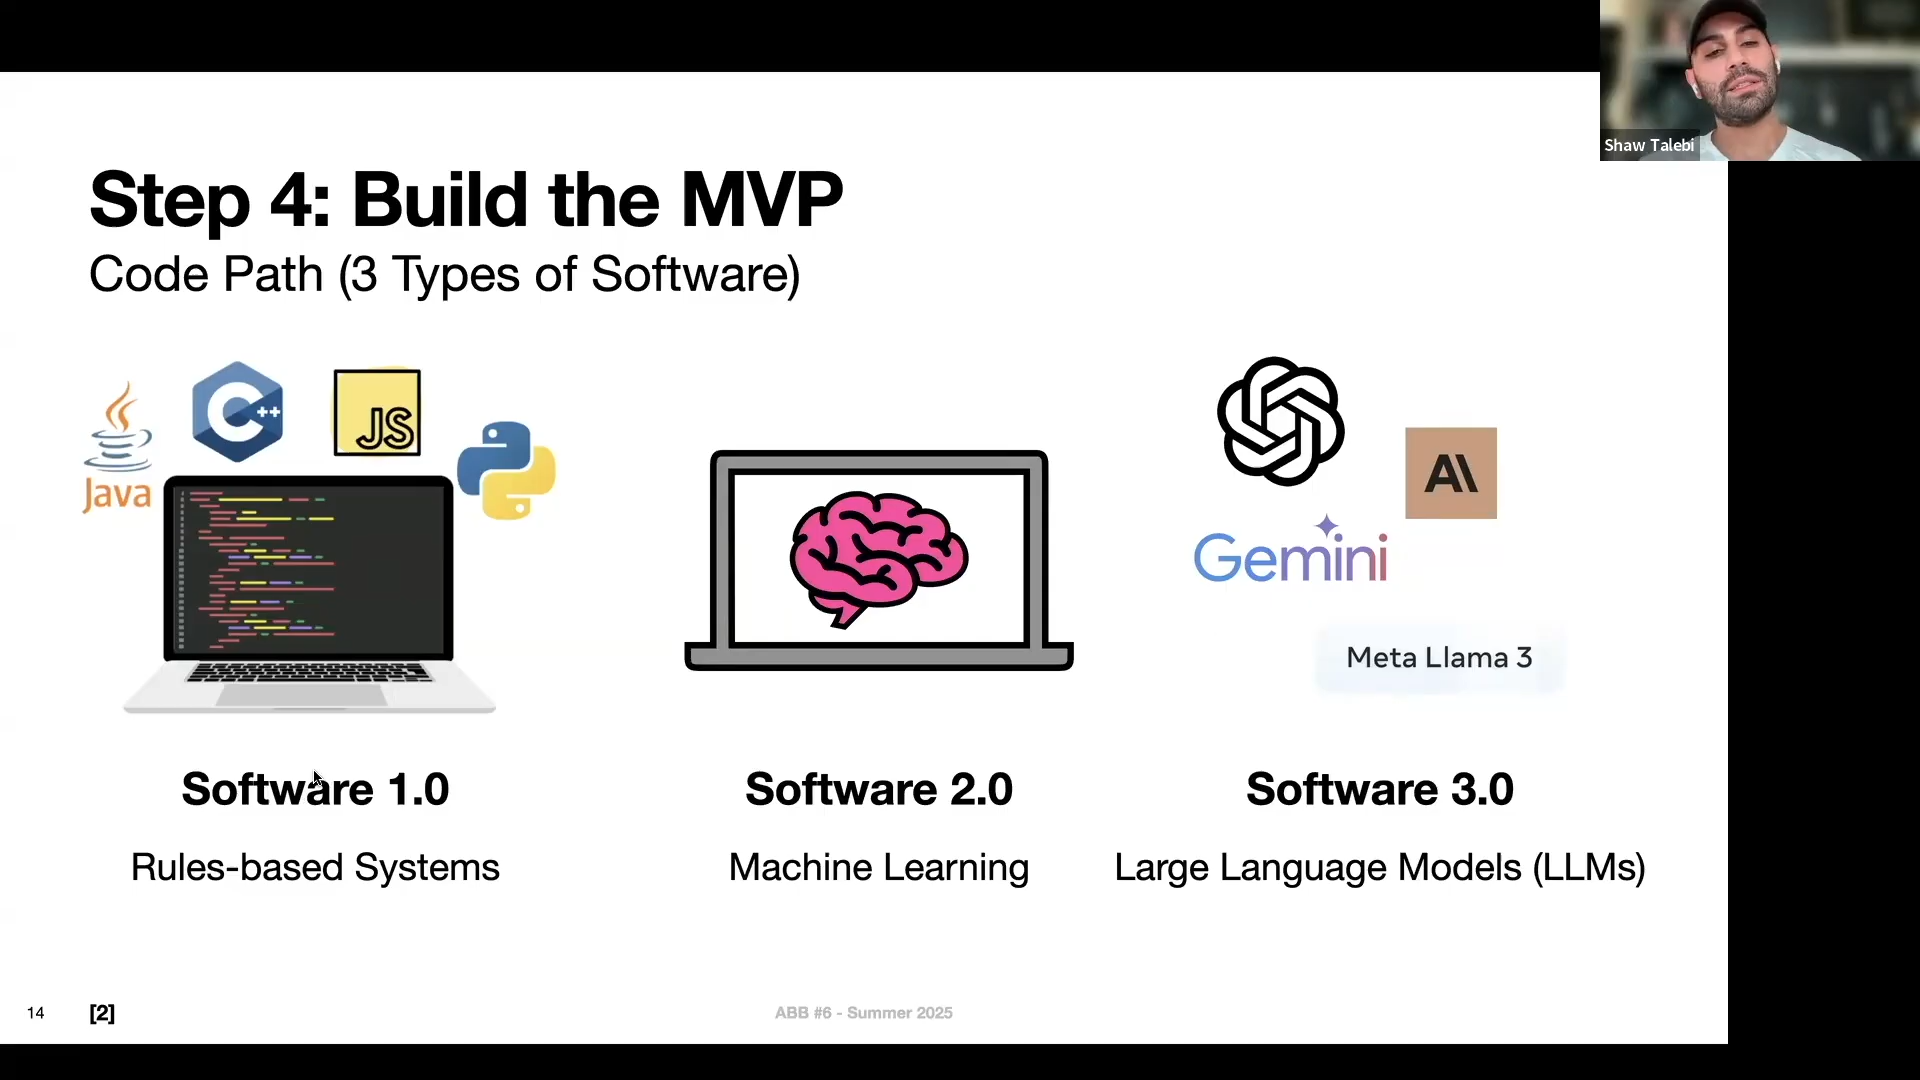 Shaw Talebi
Step 4: Build the MVP
Code Path (3 Types of Software)
Java
C++
JS
A\
Gemini
Meta Llama 3
Software 1.0
Rules-based Systems
Software 2.0
Machine Learning
Software 3.0
Large Language Models (LLMs)
14
[2]
ABB #6 - Summer 2025